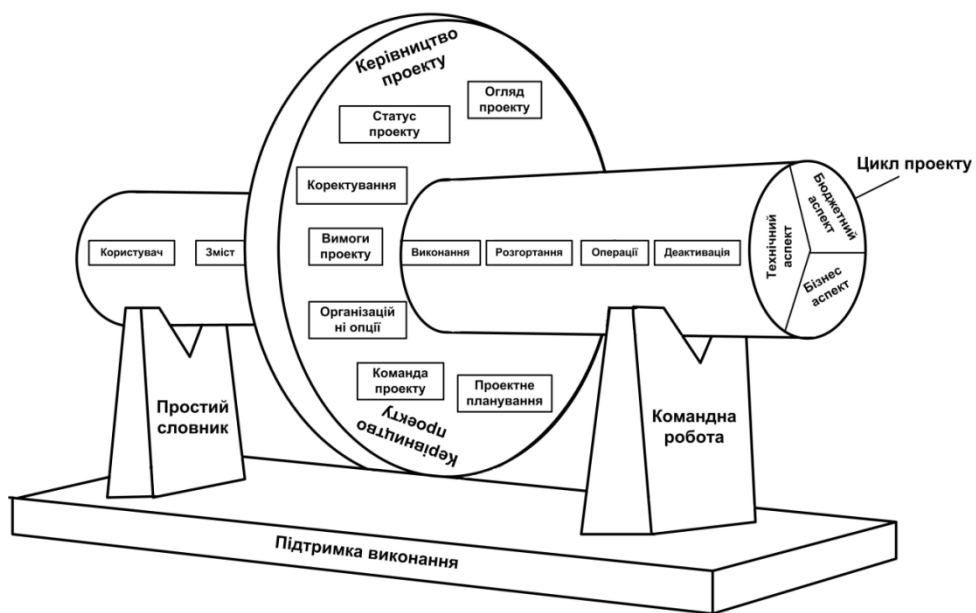 Керівництво
проекту
Огляд
проекту
Статус
проекту
Коректування
Вимоги
проекту
Організацій
ні опції
Команда
проекту
Проектне
планування
Керівництво
проекту
Користувач
Зміст
Виконання
Розгортання
Операції
Деактивація
Технічний
аспект
Бюджетний
аспект
Бізнес
аспект
Цикл проекту
Простий
словник
Командна
робота
Підтримка виконання